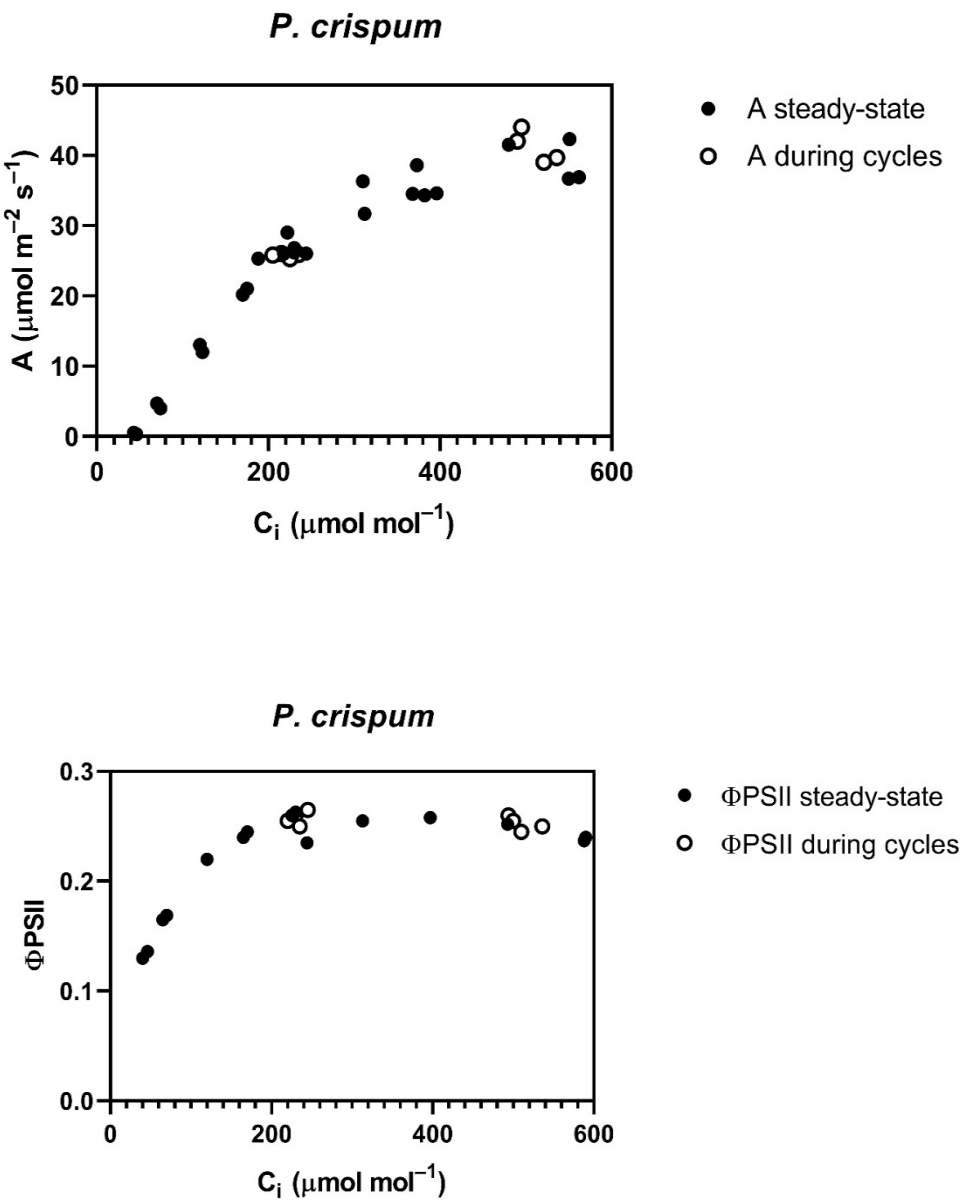 P. crispum
50
40
30
20
10
0
A (μmol m⁻² s⁻¹)
0 200 400 600
Cᵢ (μmol mol⁻¹)
A steady-state
A during cycles
P. crispum
0.3
0.2
0.1
0.0
ΦPSII
0 200 400 600
Cᵢ (μmol mol⁻¹)
ΦPSII steady-state
ΦPSII during cycles